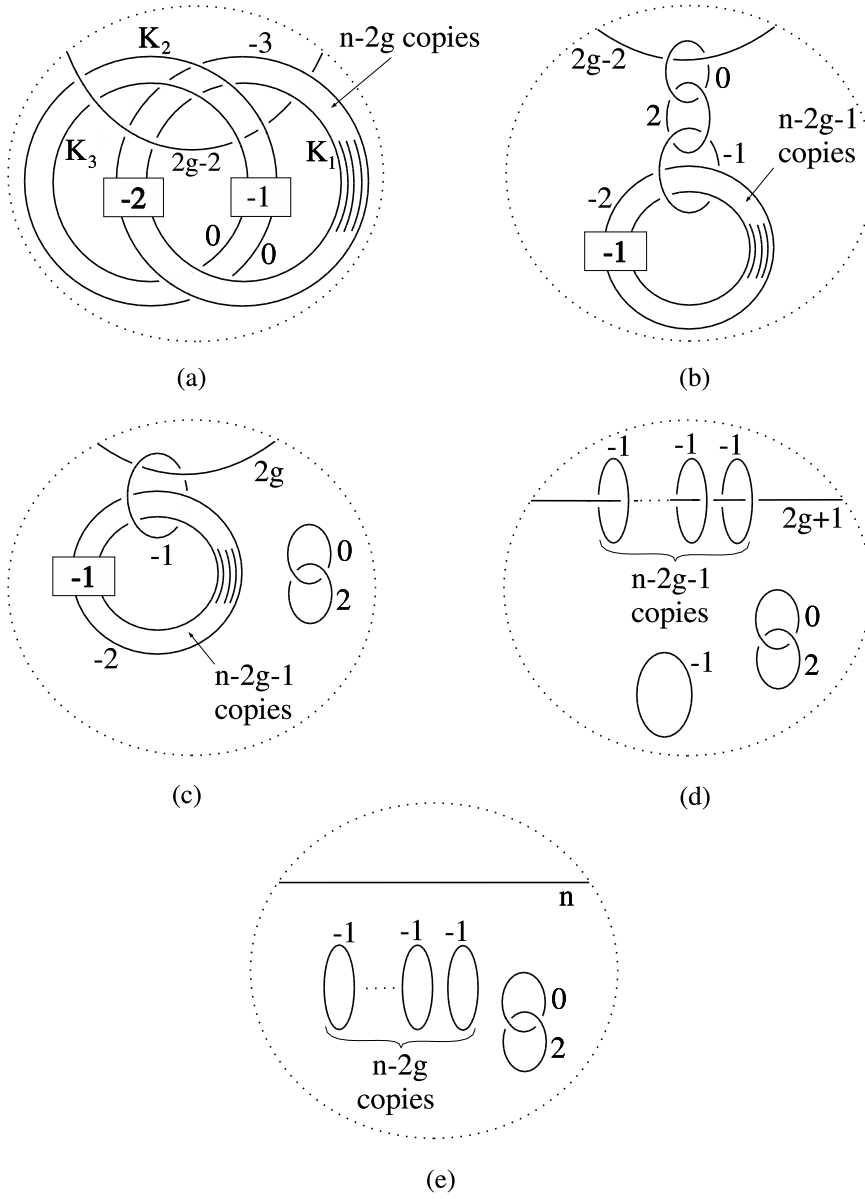 K₂ -3 n-2g copies
K₃ 2g-2 K₁
-2 -1
0 0
(a)
2g-2 0
2 n-2g-1
copies
-1
-2
-1
(b)
2g
-1 0
-1 2
-2 n-2g-1
copies
(c)
-1 -1 -1
2g+1
n-2g-1
copies
0
-1 2
(d)
n
-1 -1 -1
0
2
n-2g
copies
(e)